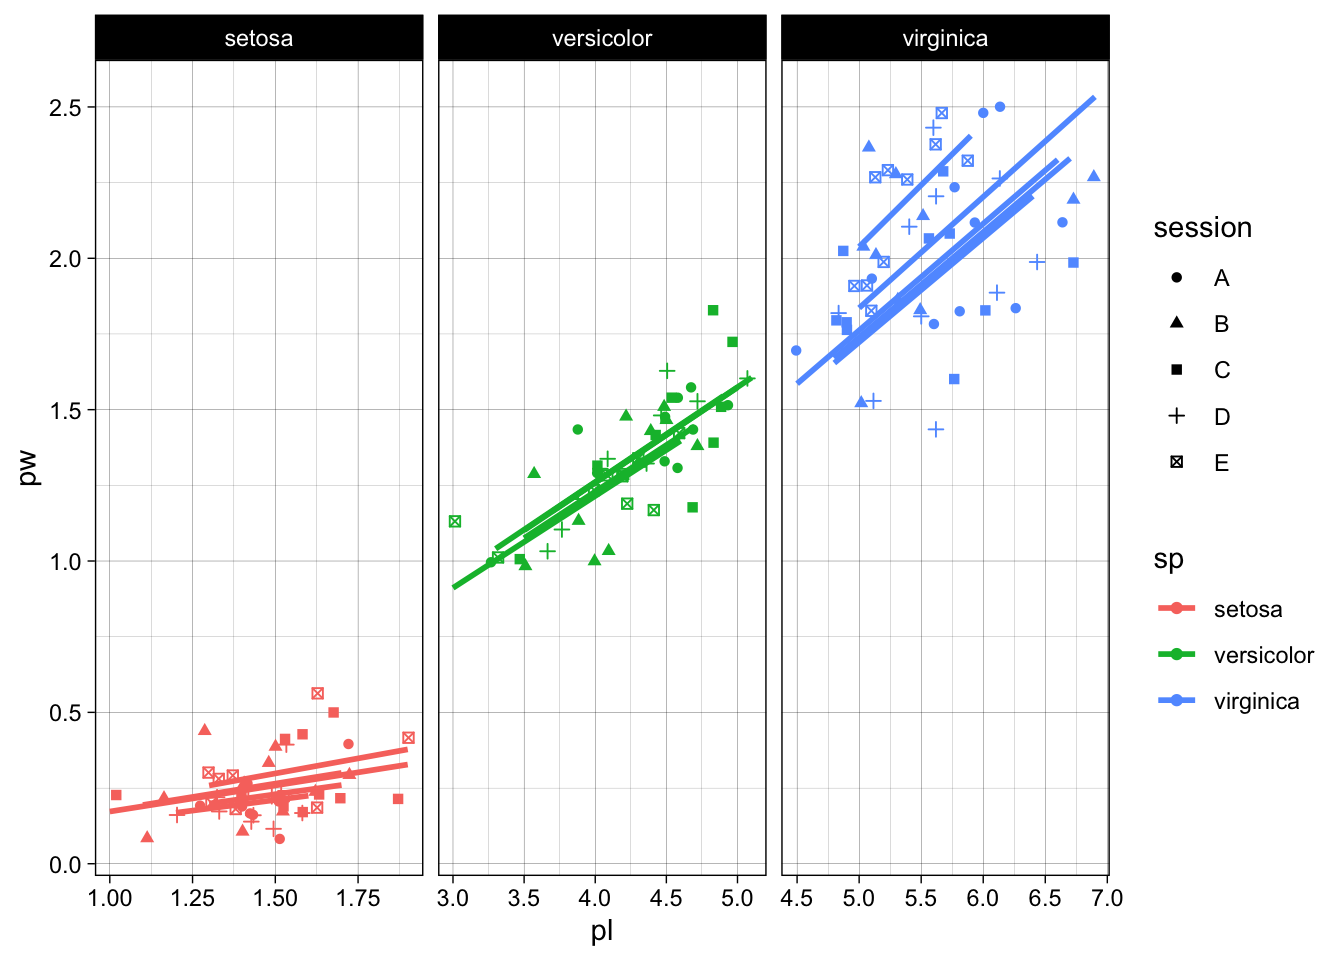 setosa versicolor virginica
2.5
2.0
1.5
1.0
0.5
0.0
pw
1.00 1.25 1.50 1.75 3.0 3.5 4.0 4.5 5.0 4.5 5.0 5.5 6.0 6.5 7.0
pl
session
A
B
C
D
E
sp
setosa
versicolor
virginica